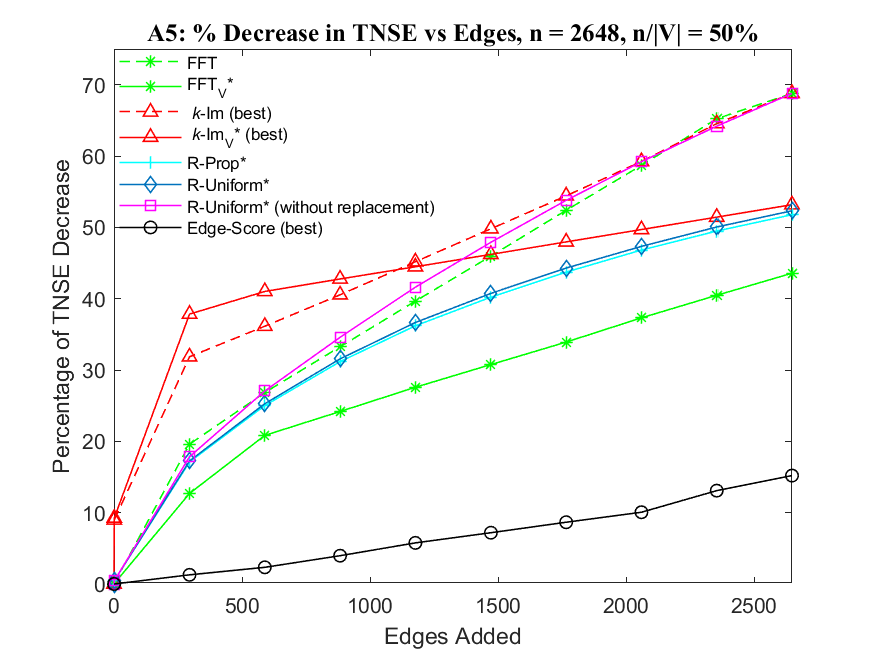 A5: % Decrease in TNSE vs Edges, n = 2648, n/|V| = 50%
FFT
FFT_V*
k-Im (best)
k-Im_V* (best)
R-Prop*
R-Uniform*
R-Uniform* (without replacement)
Edge-Score (best)
Percentage of TNSE Decrease
70
60
50
40
30
20
10
0
0 500 1000 1500 2000 2500
Edges Added